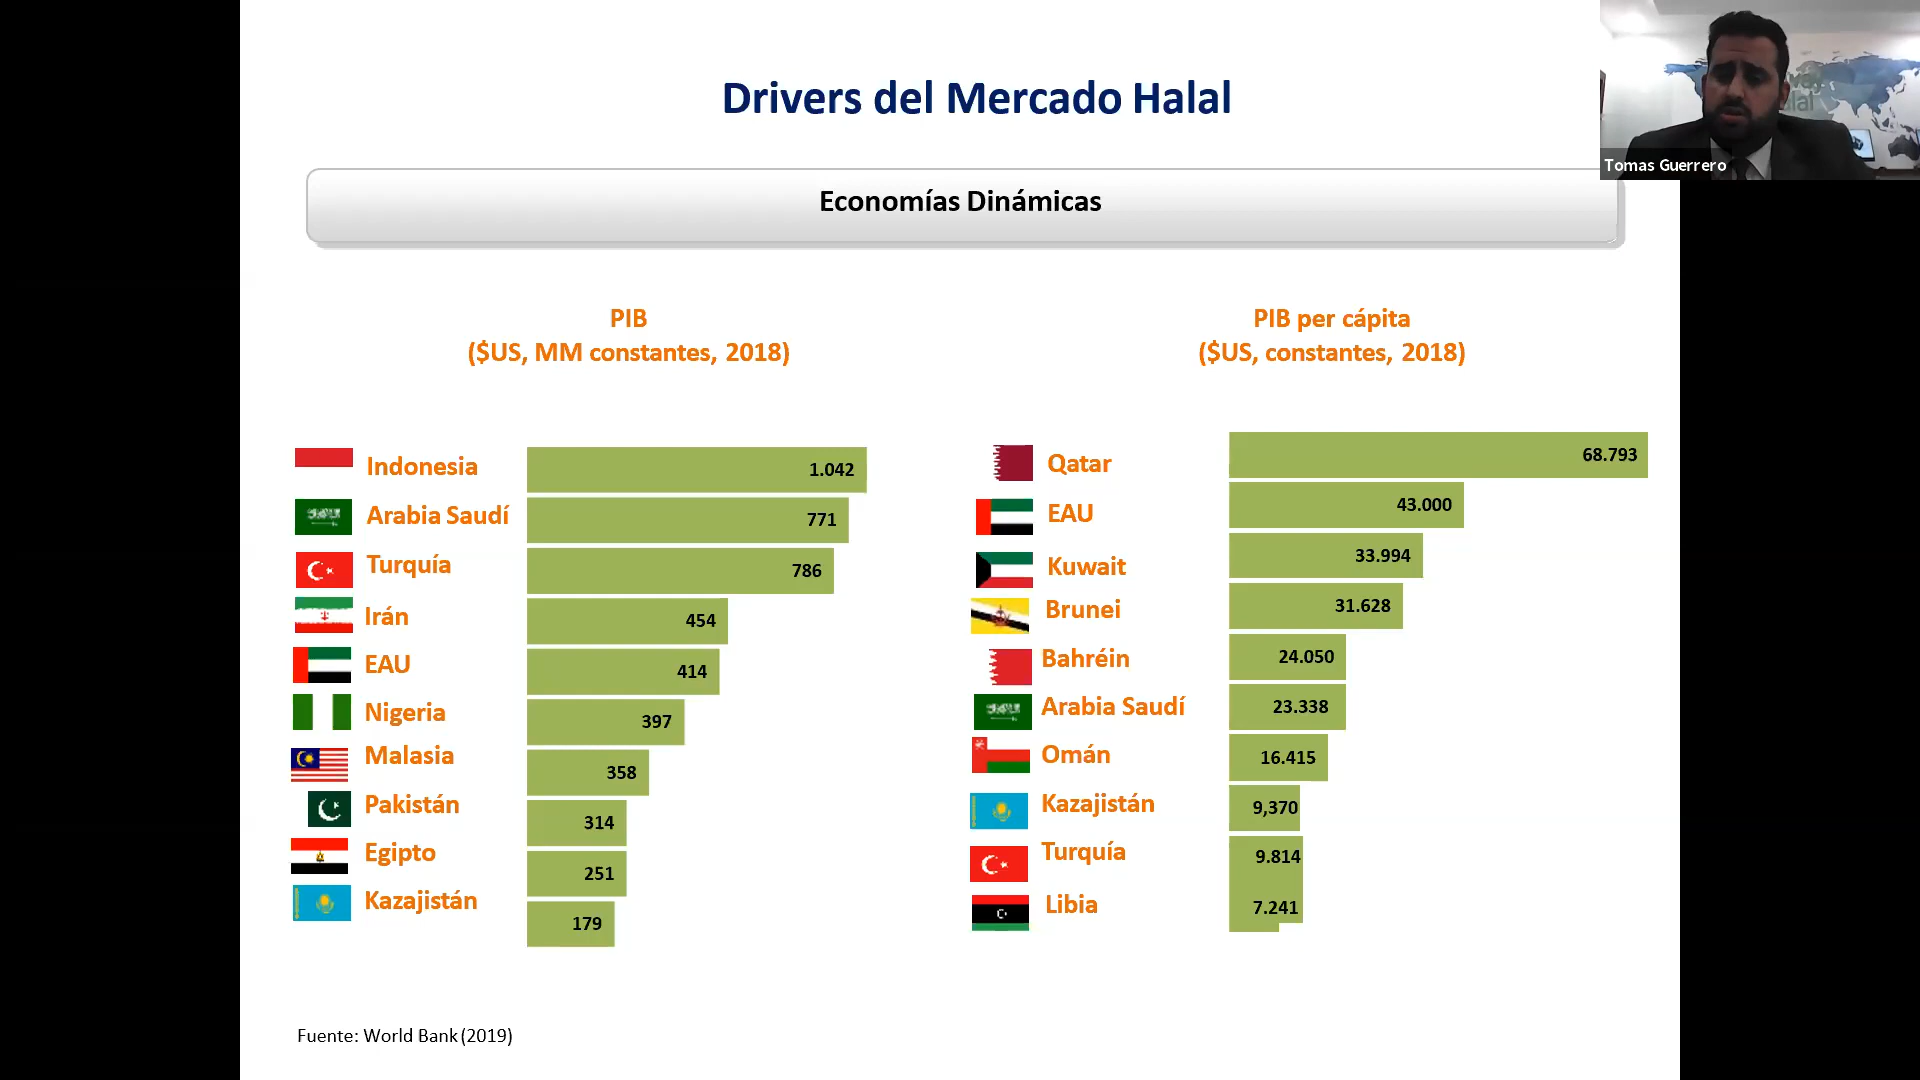 Drivers del Mercado Halal
Tomas Guerrero
Economías Dinámicas
PIB
($US, MM constantes, 2018)
Indonesia 1.042
Arabia Saudí 771
Turquía 786
Irán 454
EAU 414
Nigeria 397
Malasia 358
Pakistán 314
Egipto 251
Kazajistán 179
PIB per cápita
($US, constantes, 2018)
Qatar 68.793
EAU 43.000
Kuwait 33.994
Brunei 31.628
Bahréin 24.050
Arabia Saudí 23.338
Omán 16.415
Kazajistán 9,370
Turquía 9.814
Libia 7.241
Fuente: World Bank (2019)